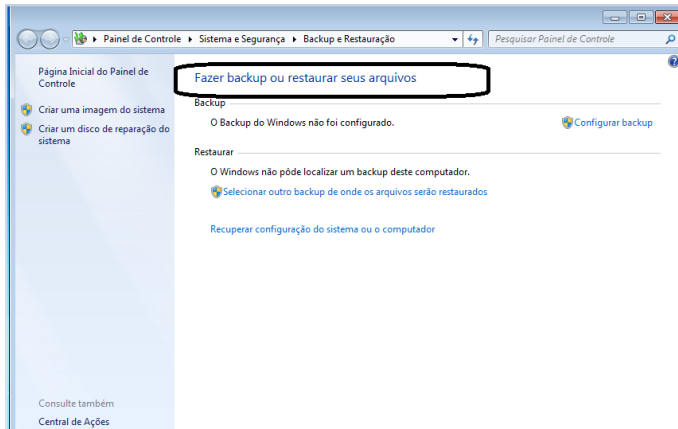 Painel de Controle ▸ Sistema e Segurança ▸ Backup e Restauração
Pesquisar Painel de Controle
Página Inicial do Painel de
Controle
Criar uma imagem do sistema
Criar um disco de reparação do
sistema
Fazer backup ou restaurar seus arquivos
Backup
O Backup do Windows não foi configurado.
Configurar backup
Restaurar
O Windows não pôde localizar um backup deste computador.
Selecionar outro backup de onde os arquivos serão restaurados
Recuperar configuração do sistema ou o computador
Consulte também
Central de Ações